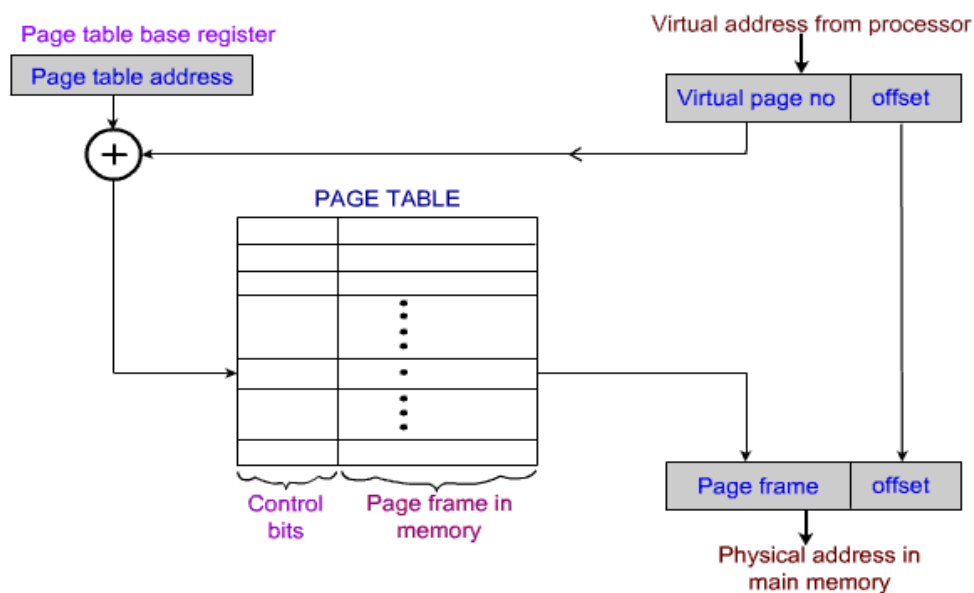 Page table base register
Page table address
Virtual address from processor
Virtual page no
offset
+
PAGE TABLE
Control
bits
Page frame in
memory
Page frame
offset
Physical address in
main memory